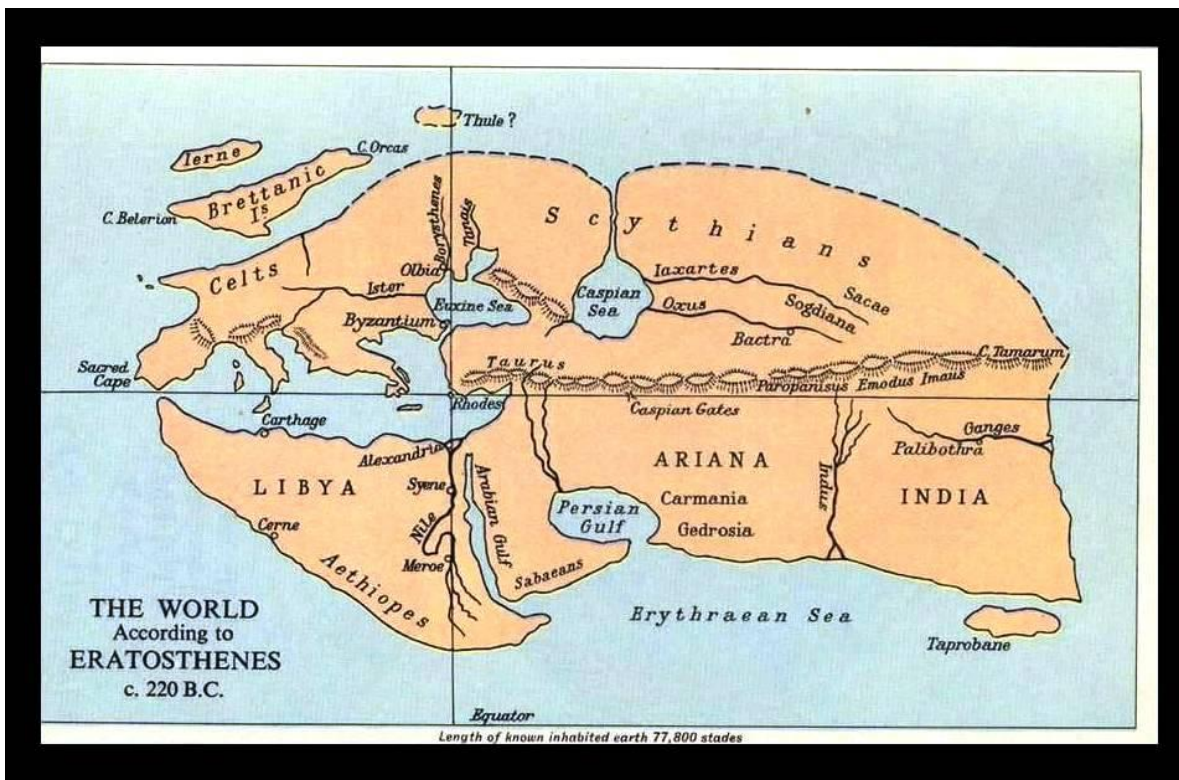 Thule ?
Ierne
C. Orcas
Brettanic
Is
C. Belerion
Borysthenes
Tanais
Scythians
Celts
Olbia
Ister
Euxine Sea
Caspian
Sea
Iaxartes
Sacae
Oxus
Sogdiana
Byzantium
Bactra
Sacred
Cape
Taurus
C. Tamarum
Paropanisus Emodus Imaus
Rhodes
Caspian Gates
Carthage
Ganges
Alexandria
Palibothra
LIBYA
ARIANA
Syene
Arabian Gulf
Persian
Gulf
Carmania
Indus
INDIA
Cerne
Nile
Gedrosia
Meroe
Sabaeans
Aethiopes
Erythraean Sea
THE WORLD
According to
ERATOSTHENES
c. 220 B.C.
Taprobane
Equator
Length of known inhabited earth 77,800 stades